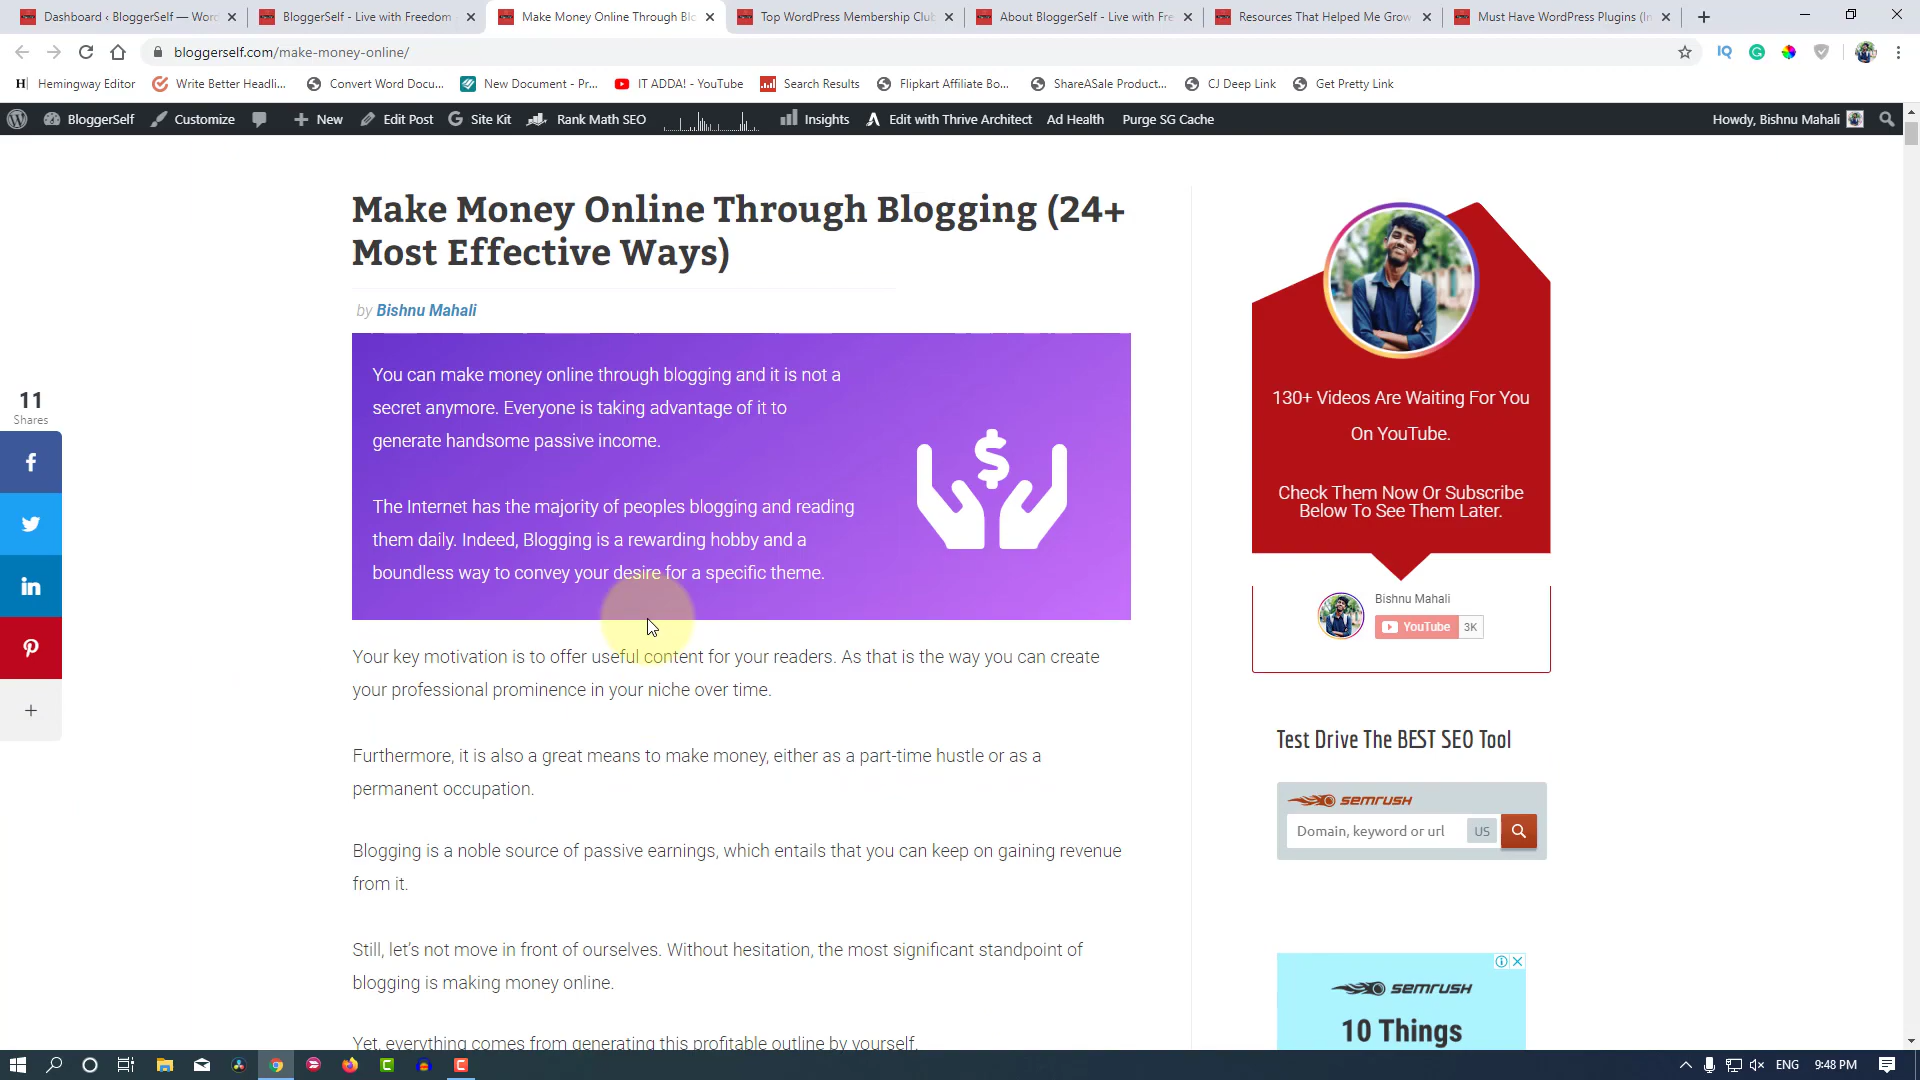 Dashboard ‹ BloggerSelf — Wor
BloggerSelf - Live with Freedom
Make Money Online Through Blo
Top WordPress Membership Club
About BloggerSelf - Live with Fre
Resources That Helped Me Grow
Must Have WordPress Plugins (In
bloggerself.com/make-money-online/
IQ
Hemingway Editor
Write Better Headli...
Convert Word Docu...
New Document - Pr...
IT ADDA! - YouTube
Search Results
Flipkart Affiliate Bo...
ShareASale Product...
CJ Deep Link
Get Pretty Link
BloggerSelf
Customize
New
Edit Post
Site Kit
Rank Math SEO
Insights
Edit with Thrive Architect
Ad Health
Purge SG Cache
Howdy, Bishnu Mahali
Make Money Online Through Blogging (24+
Most Effective Ways)
by Bishnu Mahali
You can make money online through blogging and it is not a
secret anymore. Everyone is taking advantage of it to
generate handsome passive income.
The Internet has the majority of peoples blogging and reading
them daily. Indeed, Blogging is a rewarding hobby and a
boundless way to convey your desire for a specific theme.
11
Shares
Your key motivation is to offer useful content for your readers. As that is the way you can create
your professional prominence in your niche over time.
Furthermore, it is also a great means to make money, either as a part-time hustle or as a
permanent occupation.
Blogging is a noble source of passive earnings, which entails that you can keep on gaining revenue
from it.
Still, let's not move in front of ourselves. Without hesitation, the most significant standpoint of
blogging is making money online.
Yet, everything comes from generating this profitable outline by yourself.
130+ Videos Are Waiting For You
On YouTube.
Check Them Now Or Subscribe
Below To See Them Later.
Bishnu Mahali
YouTube
3K
Test Drive The BEST SEO Tool
SEMRUSH
Domain, keyword or url
US
SEMRUSH
10 Things
ENG
9:48 PM